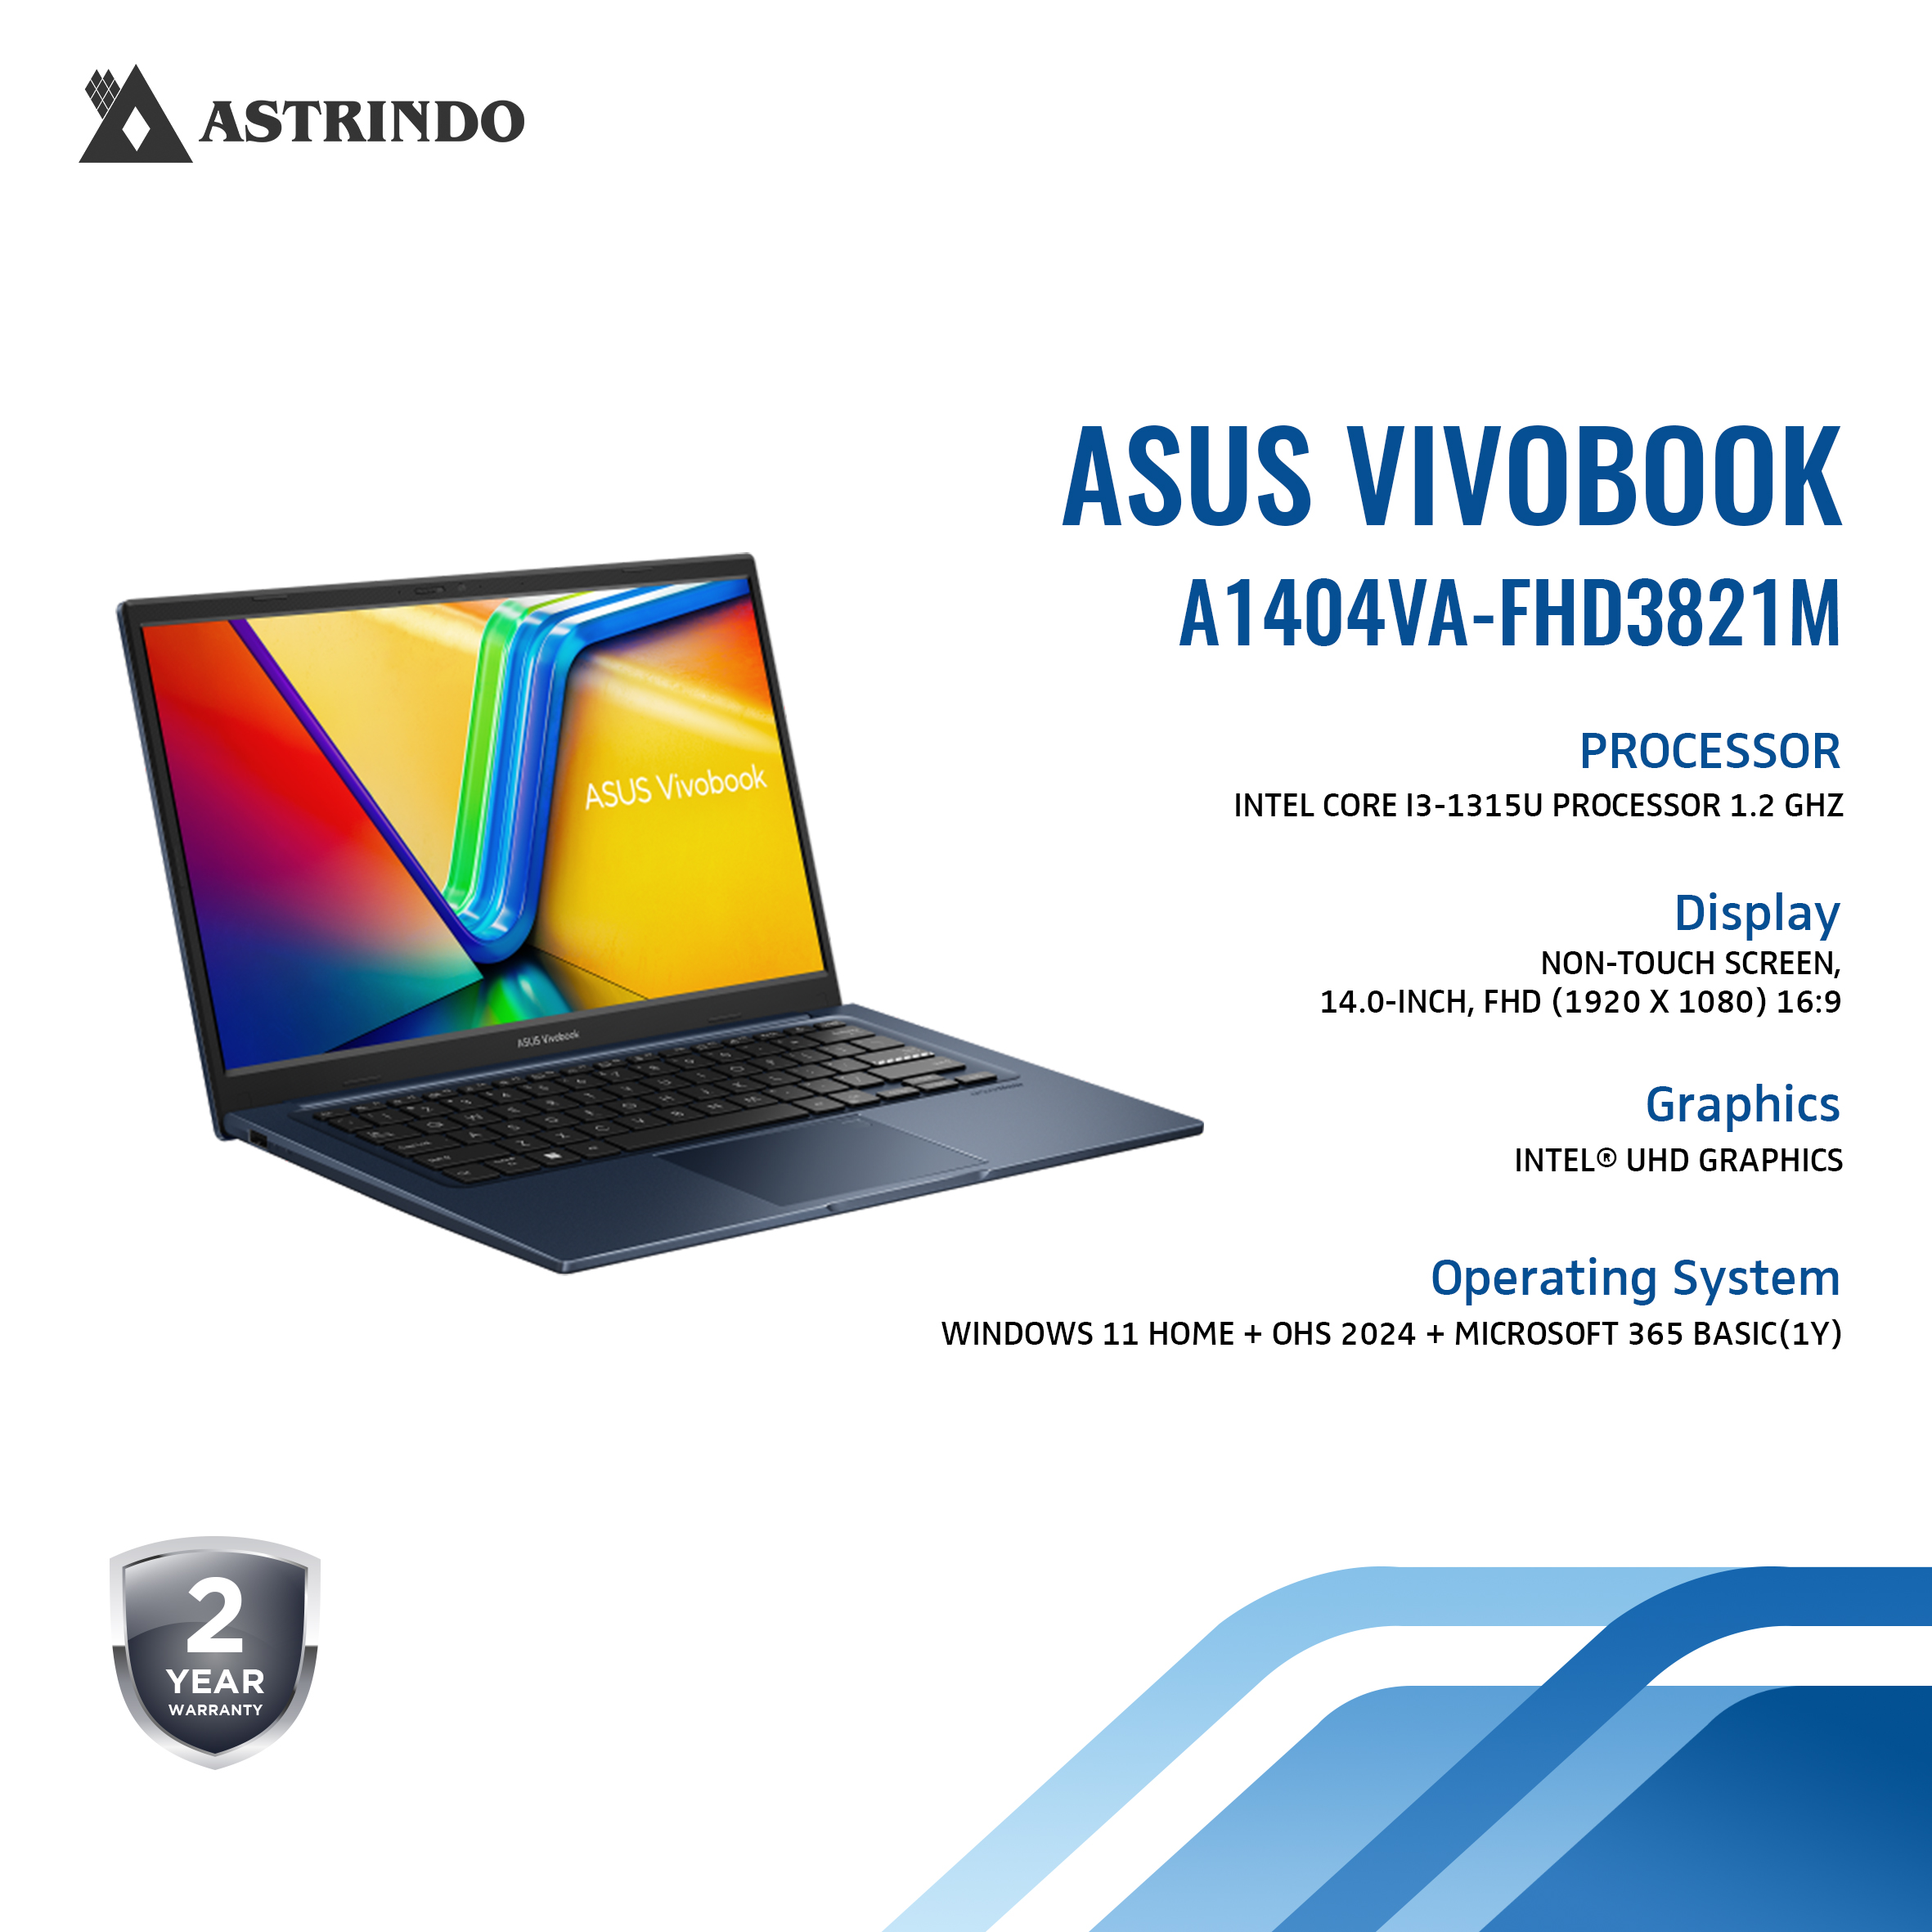 ASTRINDO
ASUS VIVOBOOK
A1404VA-FHD3821M
PROCESSOR
INTEL CORE I3-1315U PROCESSOR 1.2 GHZ
Display
NON-TOUCH SCREEN,
14.0-INCH, FHD (1920 X 1080) 16:9
Graphics
INTEL® UHD GRAPHICS
Operating System
WINDOWS 11 HOME + OHS 2024 + MICROSOFT 365 BASIC(1Y)
ASUS Vivobook
ASUS Vivobook
2
YEAR
WARRANTY